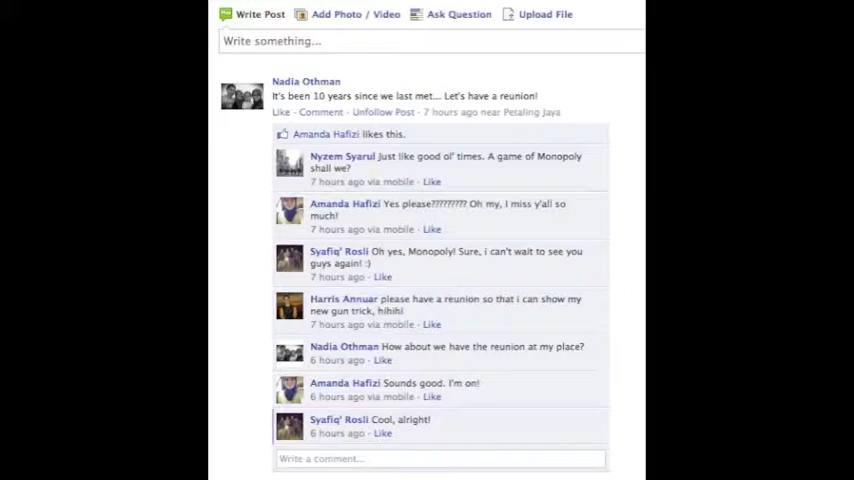 Write Post Add Photo / Video Ask Question Upload File
Write something...
Nadia Othman
It's been 10 years since we last met... Let's have a reunion!
Like · Comment · Unfollow Post · 7 hours ago near Petaling Jaya
Amanda Hafizi likes this.
Nyzem Syarul Just like good ol' times. A game of Monopoly
shall we?
7 hours ago via mobile · Like
Amanda Hafizi Yes please????????? Oh my, I miss y'all so
much!
7 hours ago via mobile · Like
Syafiq' Rosli Oh yes, Monopoly! Sure, i can't wait to see you
guys again! :)
7 hours ago · Like
Harris Annuar please have a reunion so that i can show my
new gun trick, hihihi
7 hours ago via mobile · Like
Nadia Othman How about we have the reunion at my place?
6 hours ago · Like
Amanda Hafizi Sounds good. I'm on!
6 hours ago via mobile · Like
Syafiq' Rosli Cool, alright!
6 hours ago · Like
Write a comment...